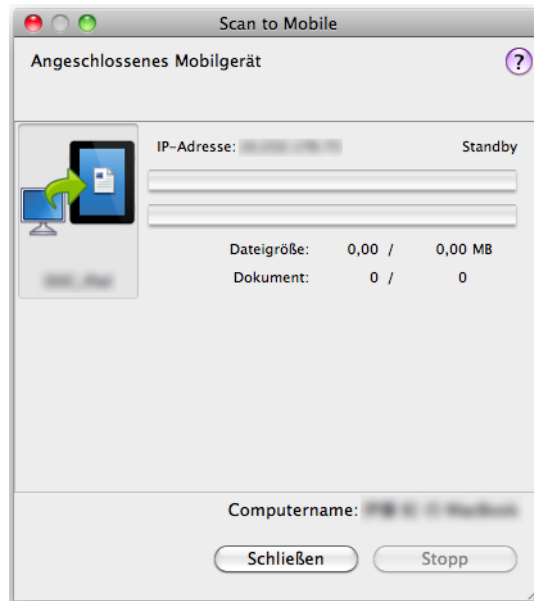 Scan to Mobile
Angeschlossenes Mobilgerät
?
IP-Adresse:
Standby
Dateigröße: 0,00 / 0,00 MB
Dokument: 0 / 0
Computername:
Schließen
Stopp